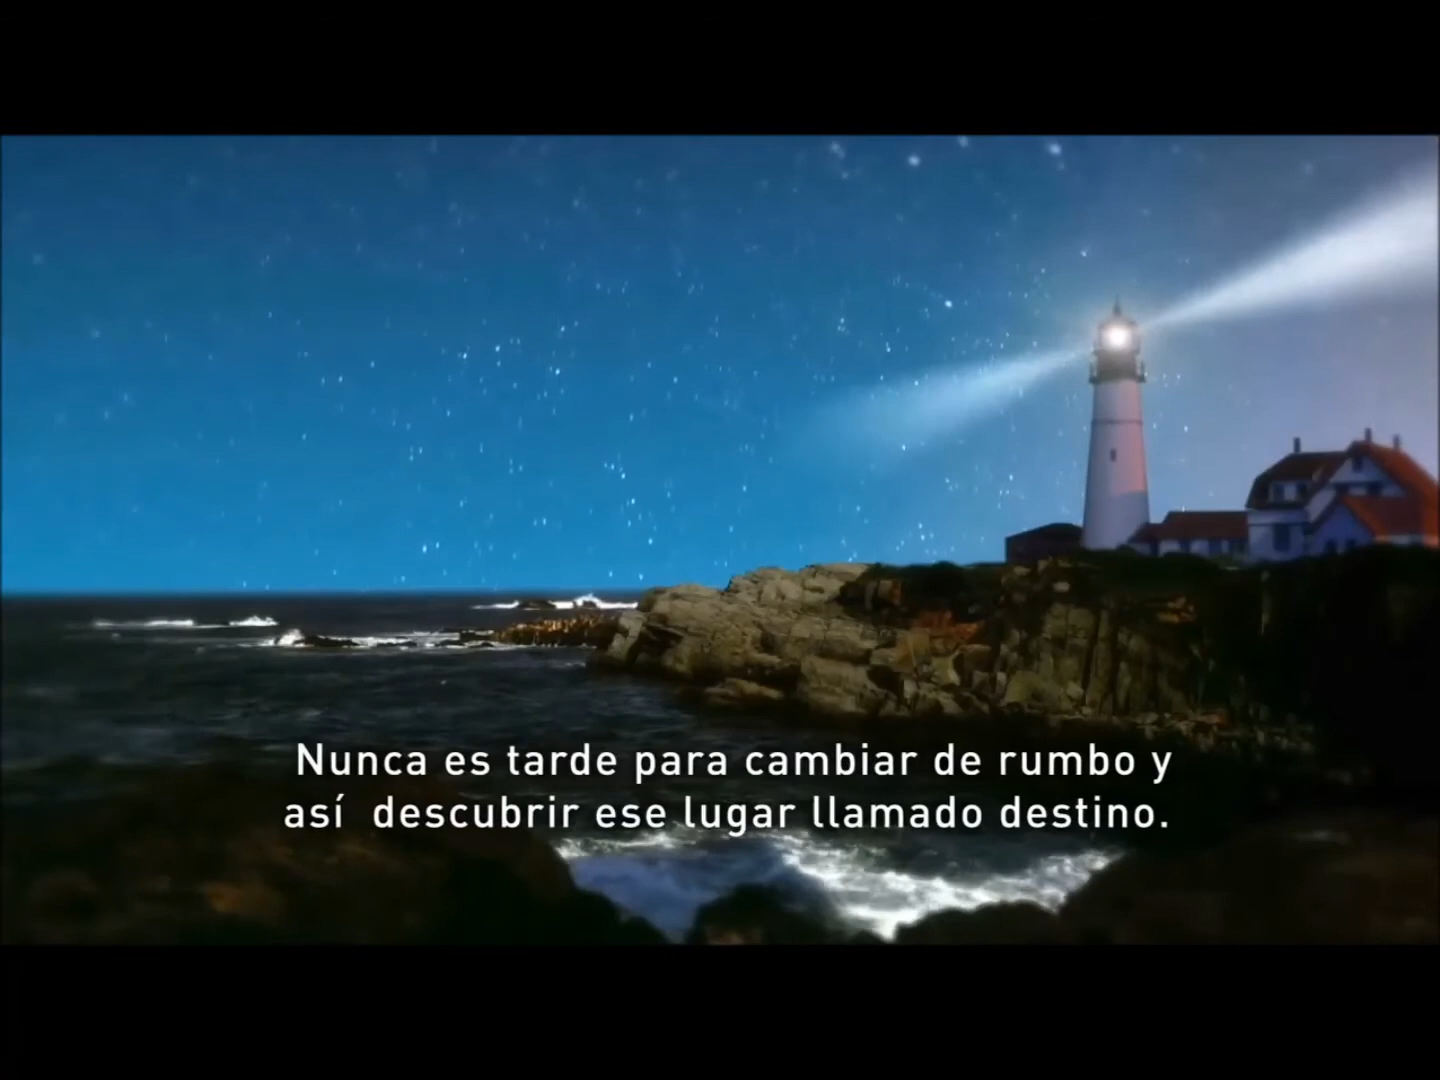 Nunca es tarde para cambiar de rumbo y
así  descubrir ese lugar llamado destino.